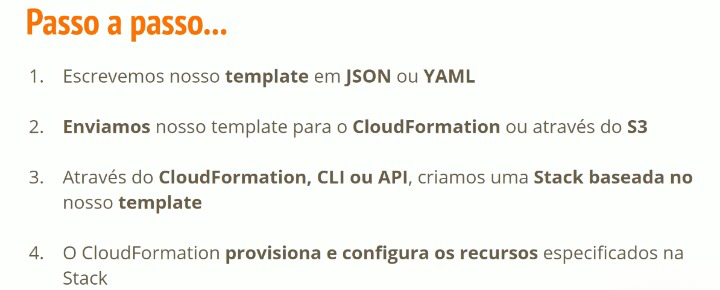 Passo a passo...
1. Escrevemos nosso template em JSON ou YAML
2. Enviamos nosso template para o CloudFormation ou através do S3
3. Através do CloudFormation, CLI ou API, criamos uma Stack baseada no
nosso template
4. O CloudFormation provisiona e configura os recursos especificados na
Stack